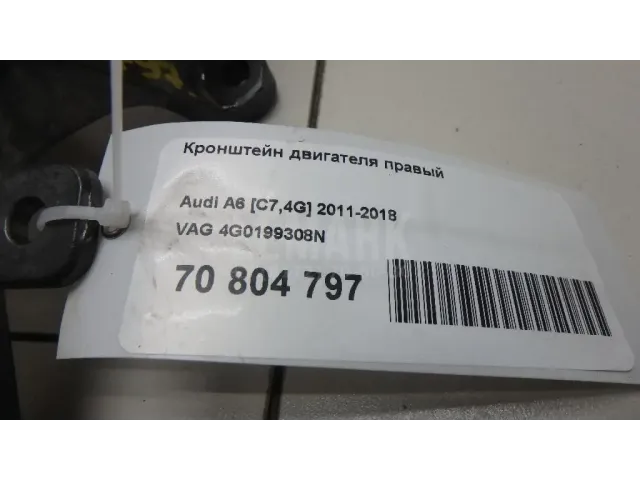 Кронштейн двигателя правый
Audi A6 [C7,4G] 2011-2018
VAG 4G0199308N
70 804 797